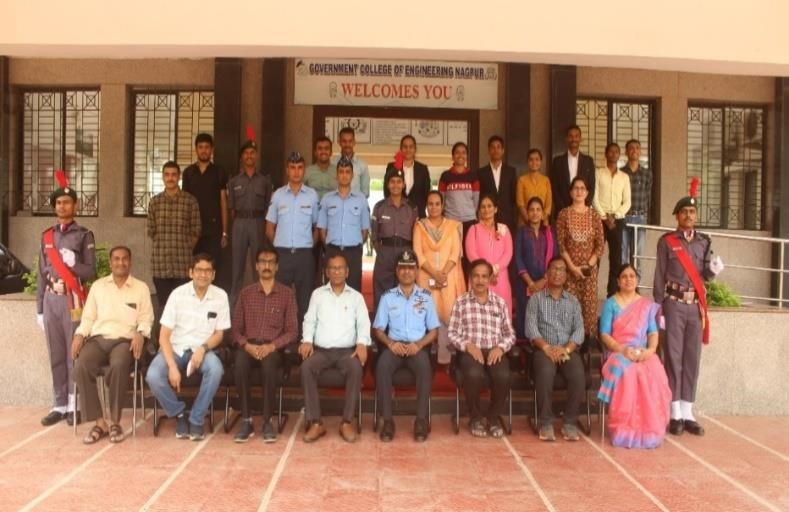 GOVERNMENT COLLEGE OF ENGINEERING NAGPUR
WELCOMES YOU